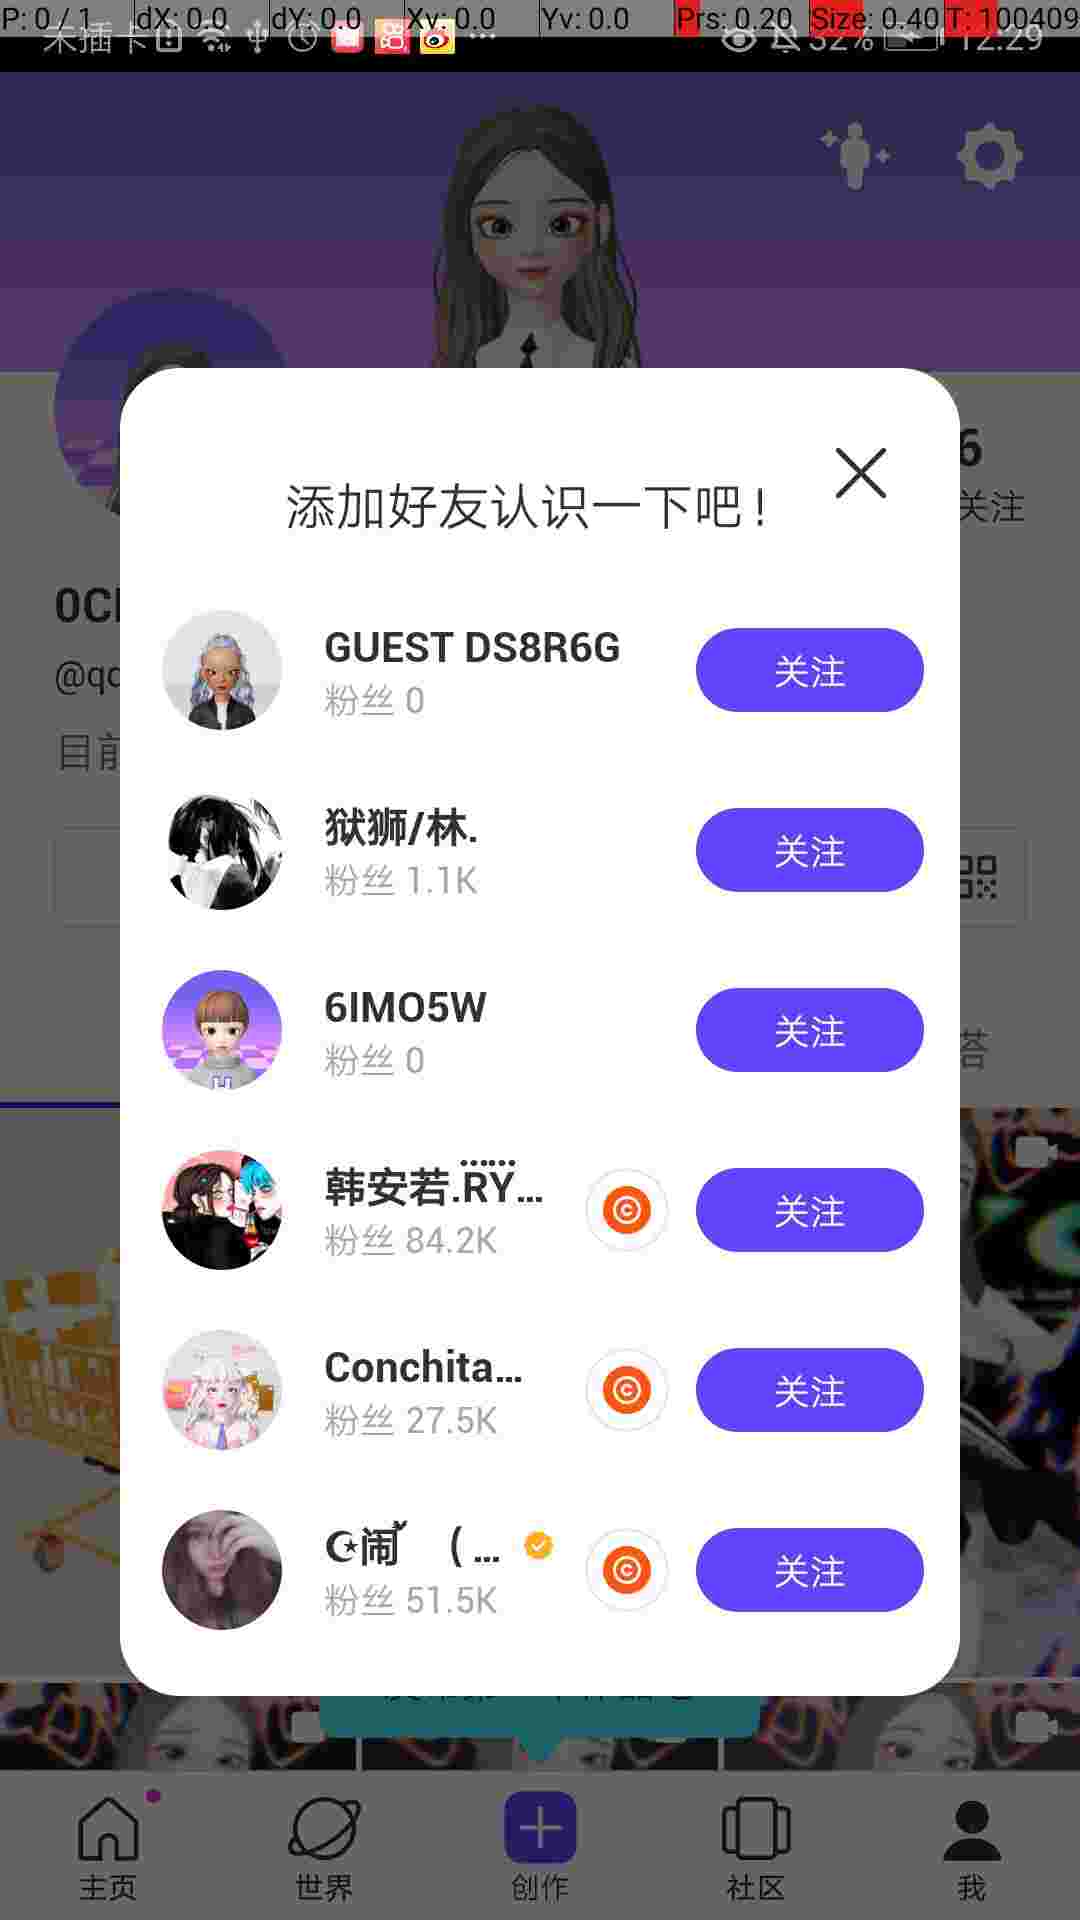 P: 0 / 1 dX: 0.0 dY: 0.0 Xv: 0.0 Yv: 0.0 Prs: 0.20 Size: 0.40 T: 100409
未插卡 32% 12:29
6
关注
添加好友认识一下吧!
@qc
目前
GUEST DS8R6G
粉丝 0
关注
狱狮/林.
粉丝 1.1K
关注
6IMO5W
粉丝 0
关注
答
韩安若.RY...
粉丝 84.2K
关注
Conchita...
粉丝 27.5K
关注
☪闹 ( ...
粉丝 51.5K
关注
主页
世界
创作
社区
我